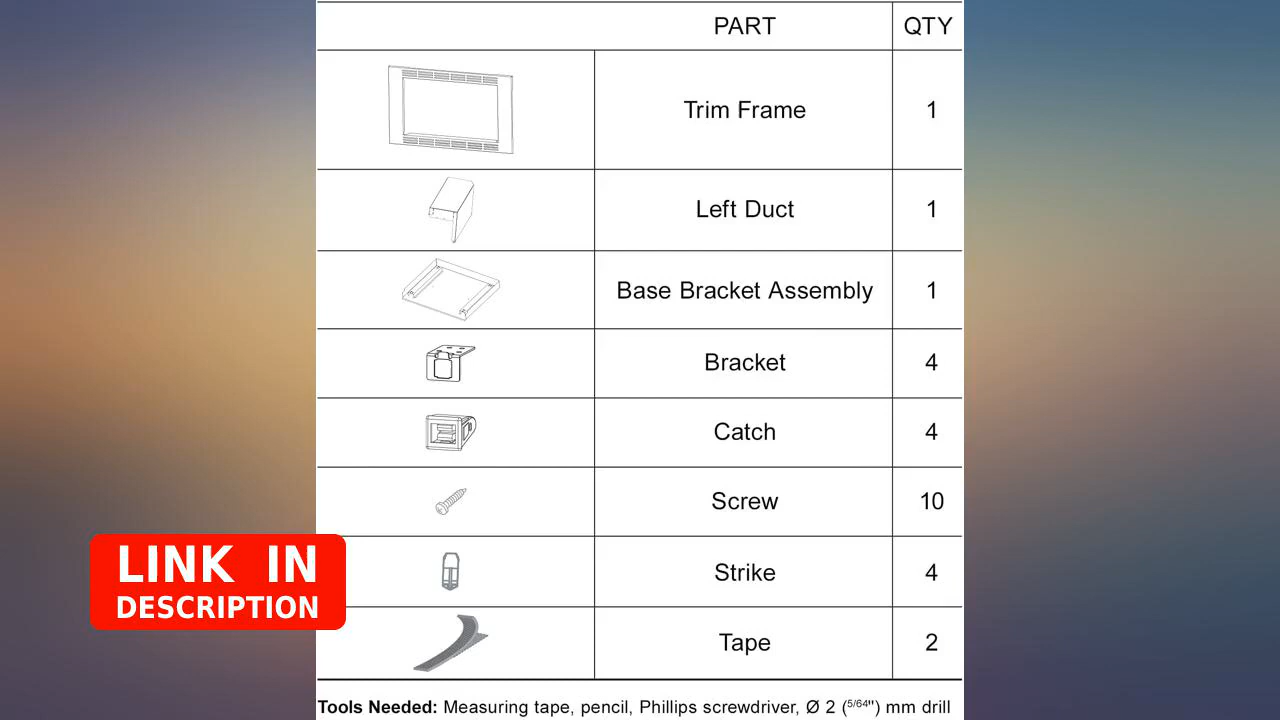 PART QTY
Trim Frame 1
Left Duct 1
Base Bracket Assembly 1
Bracket 4
Catch 4
Screw 10
Strike 4
Tape 2
LINK IN
DESCRIPTION
Tools Needed: Measuring tape, pencil, Phillips screwdriver, Ø 2 (5/64") mm drill